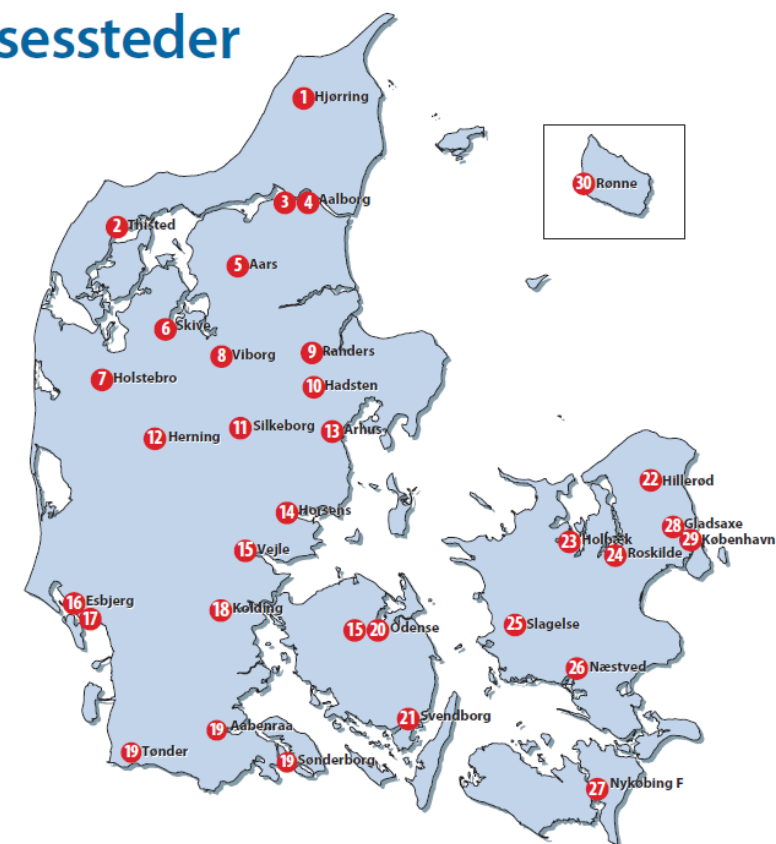 sessteder
1 Hjørring
30 Rønne
3 4 Aalborg
2 Thisted
5 Aars
6 Skive
8 Viborg
9 Randers
7 Holstebro
10 Hadsten
11 Silkeborg
12 Herning
13 Århus
22 Hillerød
14 Horsens
28 Gladsaxe
29 København
23 Holbæk
24 Roskilde
15 Vejle
16 Esbjerg
17
18 Kolding
15 20 Odense
25 Slagelse
26 Næstved
21 Svendborg
19 Aabenraa
19 Tønder
19 Sønderborg
27 Nykøbing F